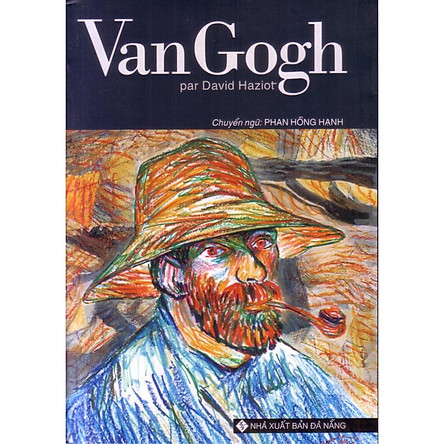 Van Gogh
par David Haziot
Chuyển ngữ: PHAN HỒNG HẠNH
NHÀ XUẤT BẢN ĐÀ NẴNG